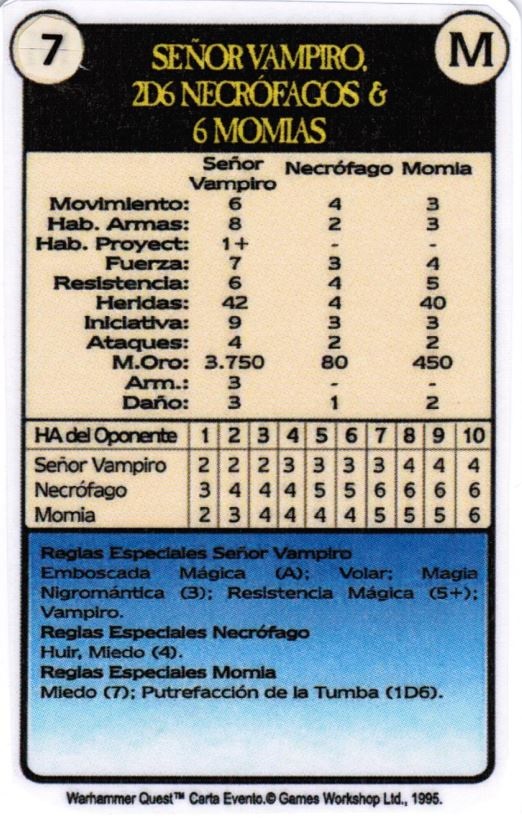 7
M
SEÑOR VAMPIRO,
2D6 NECRÓFAGOS &
6 MOMIAS
Señor Vampiro Necrófago Momia
Movimiento: 6 4 3
Hab. Armas: 8 2 3
Hab. Proyect: 1+ - -
Fuerza: 7 3 4
Resistencia: 6 4 5
Heridas: 42 4 40
Iniciativa: 9 3 3
Ataques: 4 2 2
M.Oro: 3.750 80 450
Arm.: 3 - -
Daño: 3 1 2
HA del Oponente 1 2 3 4 5 6 7 8 9 10
Señor Vampiro 2 2 2 3 3 3 3 4 4 4
Necrófago 3 4 4 4 5 5 6 6 6 6
Momia 2 3 4 4 4 4 5 5 5 6
Reglas Especiales Señor Vampiro
Emboscada Mágica (A); Volar; Magia
Nigromántica (3); Resistencia Mágica (5+);
Vampiro.
Reglas Especiales Necrófago
Huir, Miedo (4).
Reglas Especiales Momia
Miedo (7); Putrefacción de la Tumba (1D6).
Warhammer Quest™ Carta Evento.© Games Workshop Ltd., 1995.